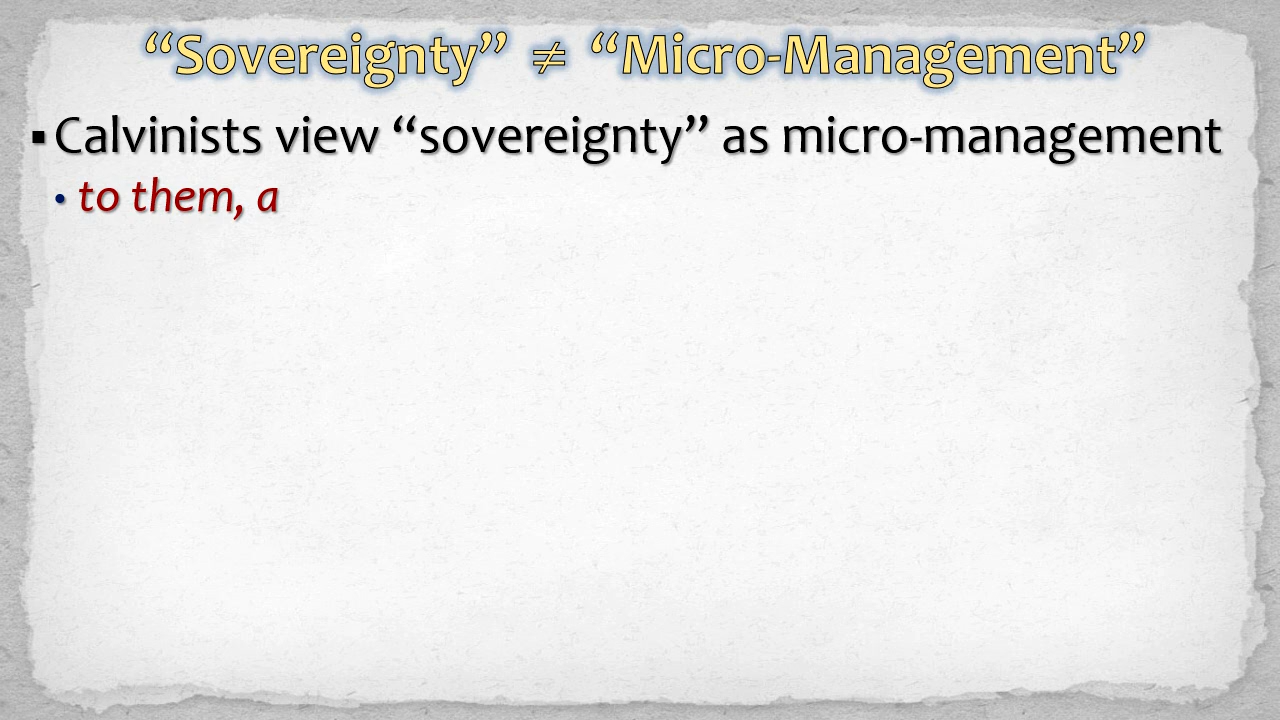 “Sovereignty” ≠ “Micro-Management”
▪ Calvinists view “sovereignty” as micro-management
• to them, a